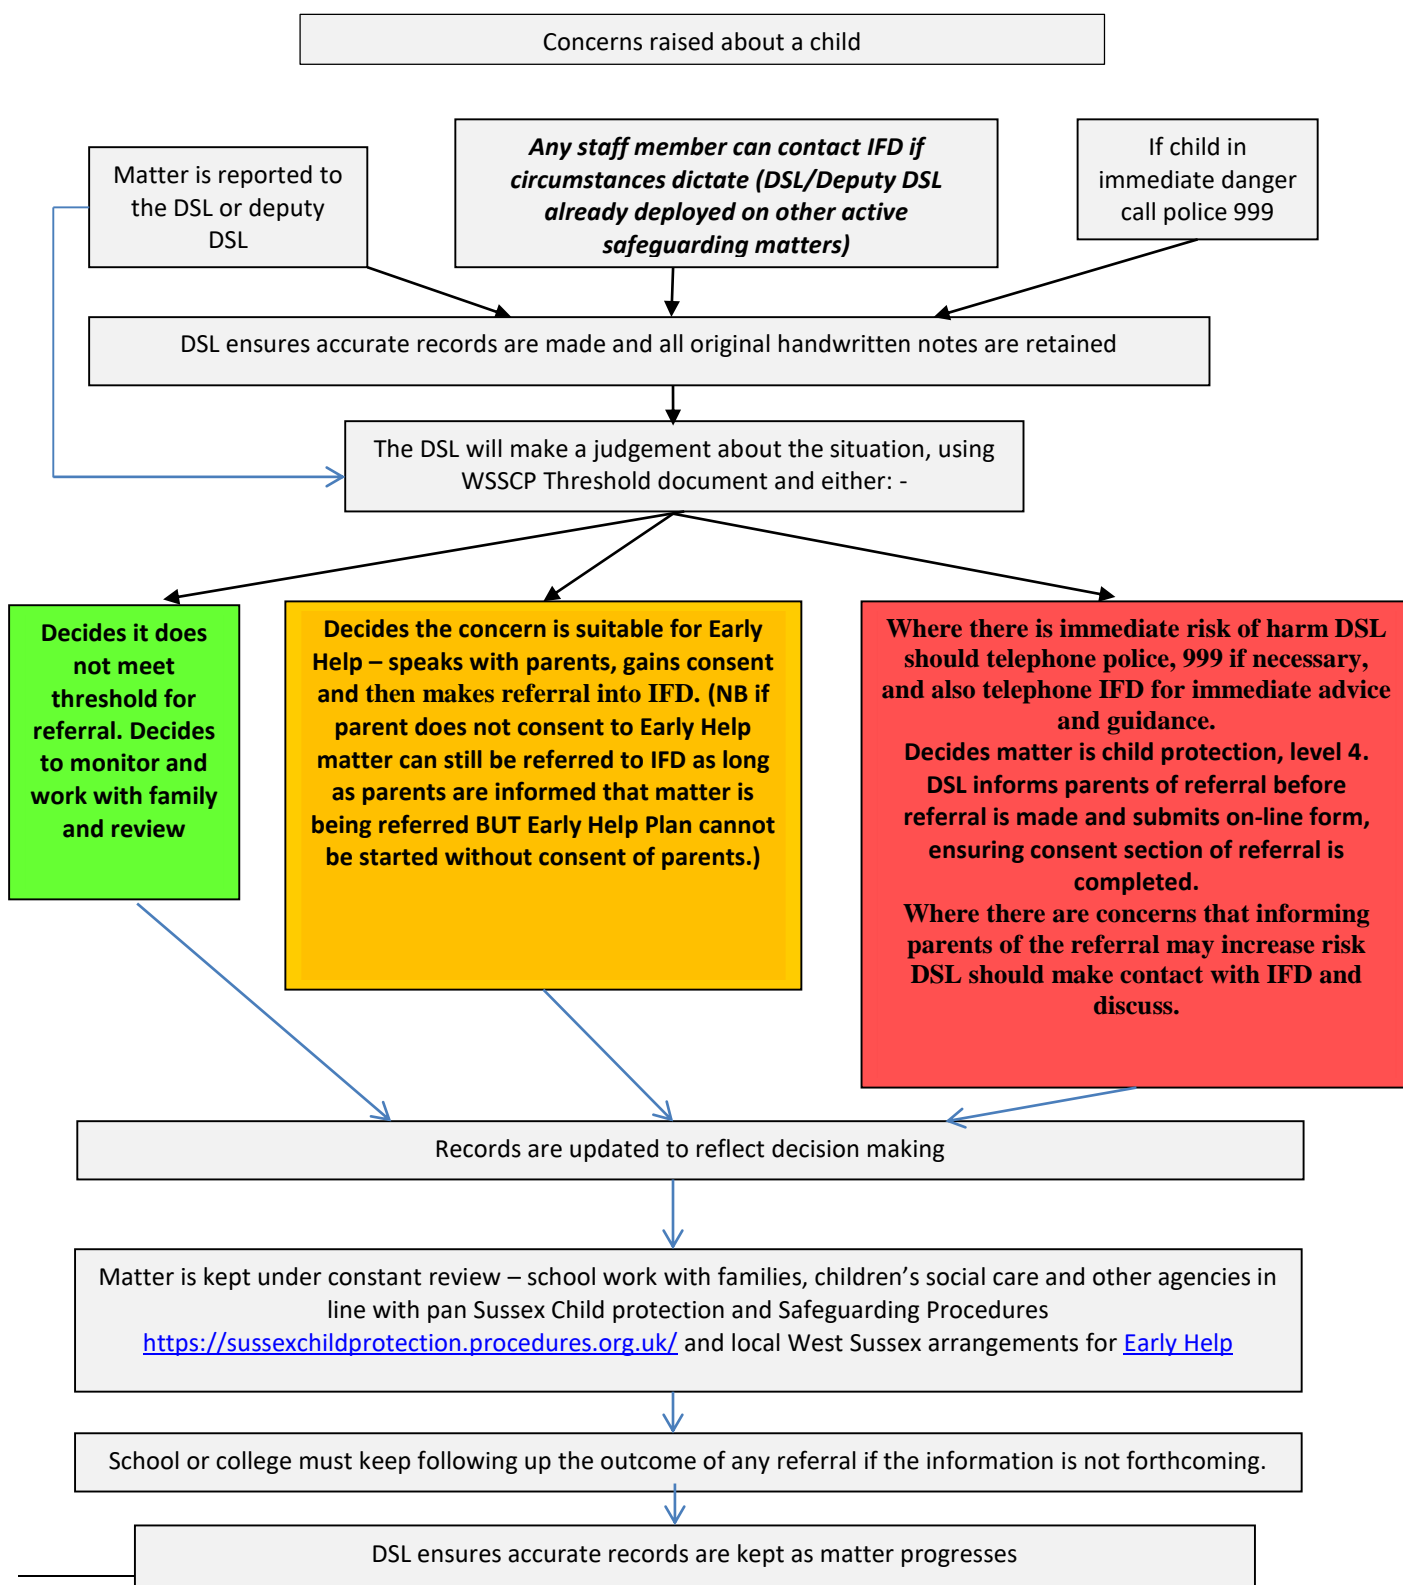 Concerns raised about a child
Matter is reported to
the DSL or deputy
DSL
Any staff member can contact IFD if
circumstances dictate (DSL/Deputy DSL
already deployed on other active
safeguarding matters)
If child in
immediate danger
call police 999
DSL ensures accurate records are made and all original handwritten notes are retained
The DSL will make a judgement about the situation, using
WSSCP Threshold document and either: -
Decides it does
not meet
threshold for
referral. Decides
to monitor and
work with family
and review
Decides the concern is suitable for Early
Help – speaks with parents, gains consent
and then makes referral into IFD. (NB if
parent does not consent to Early Help
matter can still be referred to IFD as long
as parents are informed that matter is
being referred BUT Early Help Plan cannot
be started without consent of parents.)
Where there is immediate risk of harm DSL
should telephone police, 999 if necessary,
and also telephone IFD for immediate advice
and guidance.
Decides matter is child protection, level 4.
DSL informs parents of referral before
referral is made and submits on-line form,
ensuring consent section of referral is
completed.
Where there are concerns that informing
parents of the referral may increase risk
DSL should make contact with IFD and
discuss.
Records are updated to reflect decision making
Matter is kept under constant review – school work with families, children’s social care and other agencies in
line with pan Sussex Child protection and Safeguarding Procedures
https://sussexchildprotection.procedures.org.uk/ and local West Sussex arrangements for Early Help
School or college must keep following up the outcome of any referral if the information is not forthcoming.
DSL ensures accurate records are kept as matter progresses